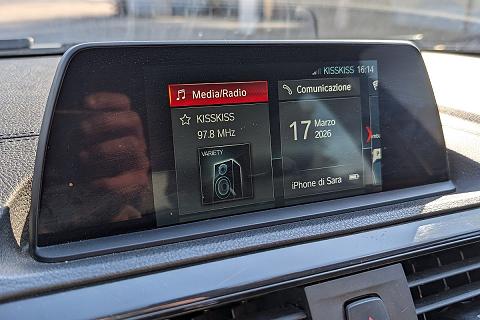 KISSKISS 16:14
Media/Radio
KISSKISS
97.8 MHz
VARIETY
Comunicazione
17 Marzo
2026
iPhone di Sara